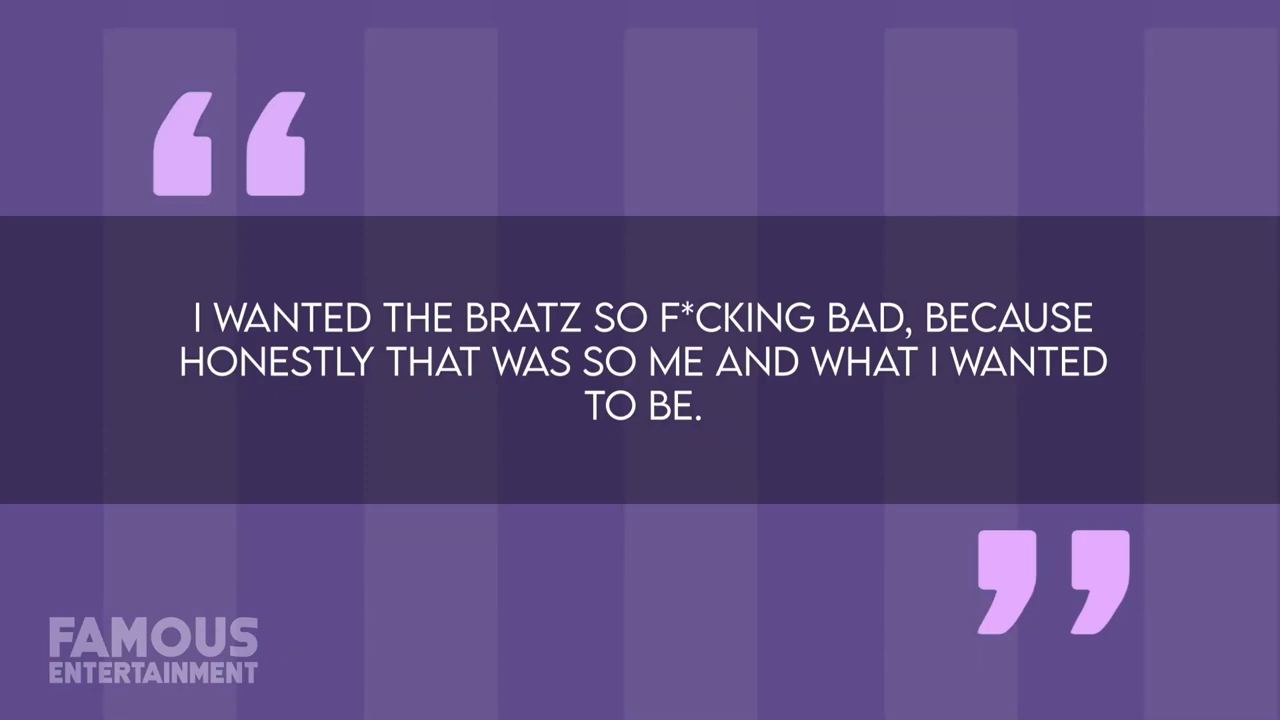 I WANTED THE BRATZ SO F*CKING BAD, BECAUSE
HONESTLY THAT WAS SO ME AND WHAT I WANTED
TO BE.
FAMOUS
ENTERTAINMENT